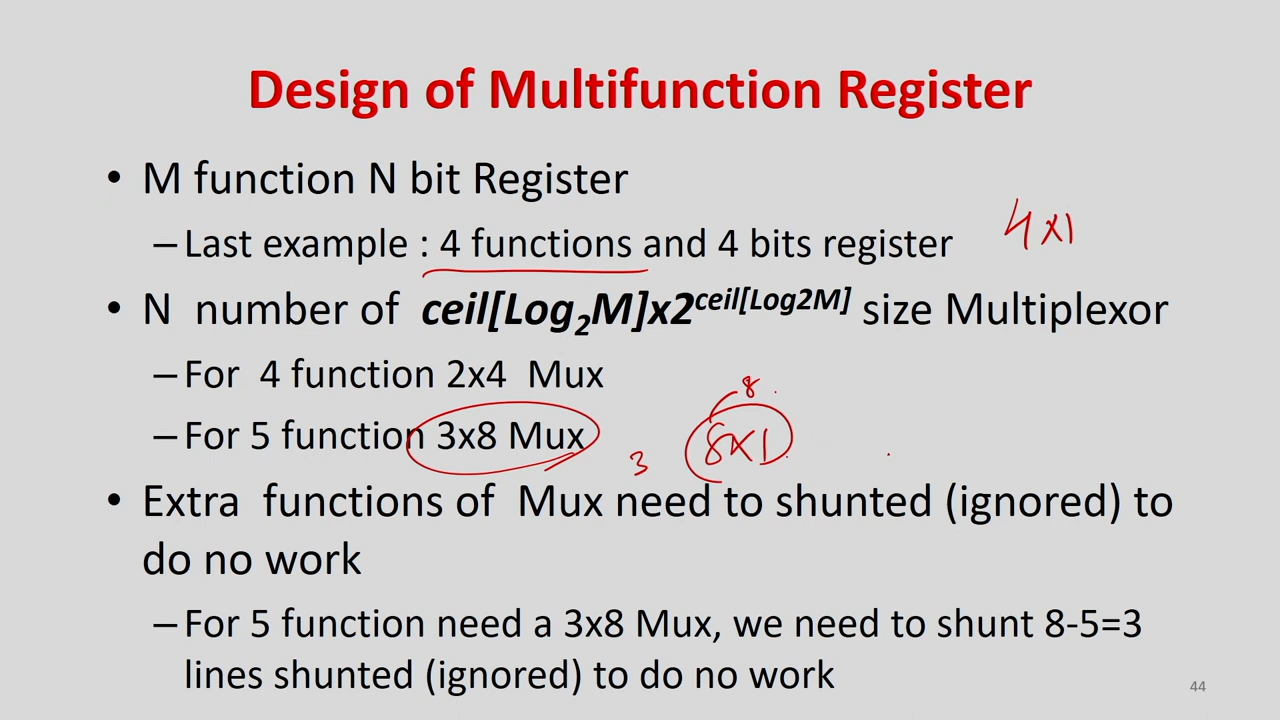 Design of Multifunction Register
• M function N bit Register
–Last example : 4 functions and 4 bits register 4x1
• N number of ceil[Log2M]x2^ceil[Log2M] size Multiplexor
–For 4 function 2x4 Mux
8
–For 5 function 3x8 Mux 3 8x1
• Extra functions of Mux need to shunted (ignored) to
do no work
–For 5 function need a 3x8 Mux, we need to shunt 8-5=3
lines shunted (ignored) to do no work
44